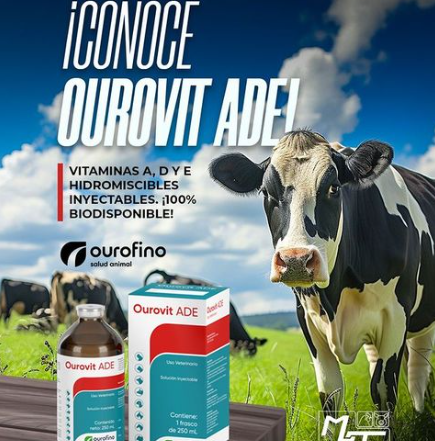 ¡CONOCE
OUROVIT ADE!
VITAMINAS A, D Y E
HIDROMISCIBLES
INYECTABLES. ¡100%
BIODISPONIBLE!
ourofino
salud animal
Ourovit ADE
Uso Veterinario
Solución inyectable
Contiene:
1 frasco
de 250 mL
Ourovit ADE
ourofino